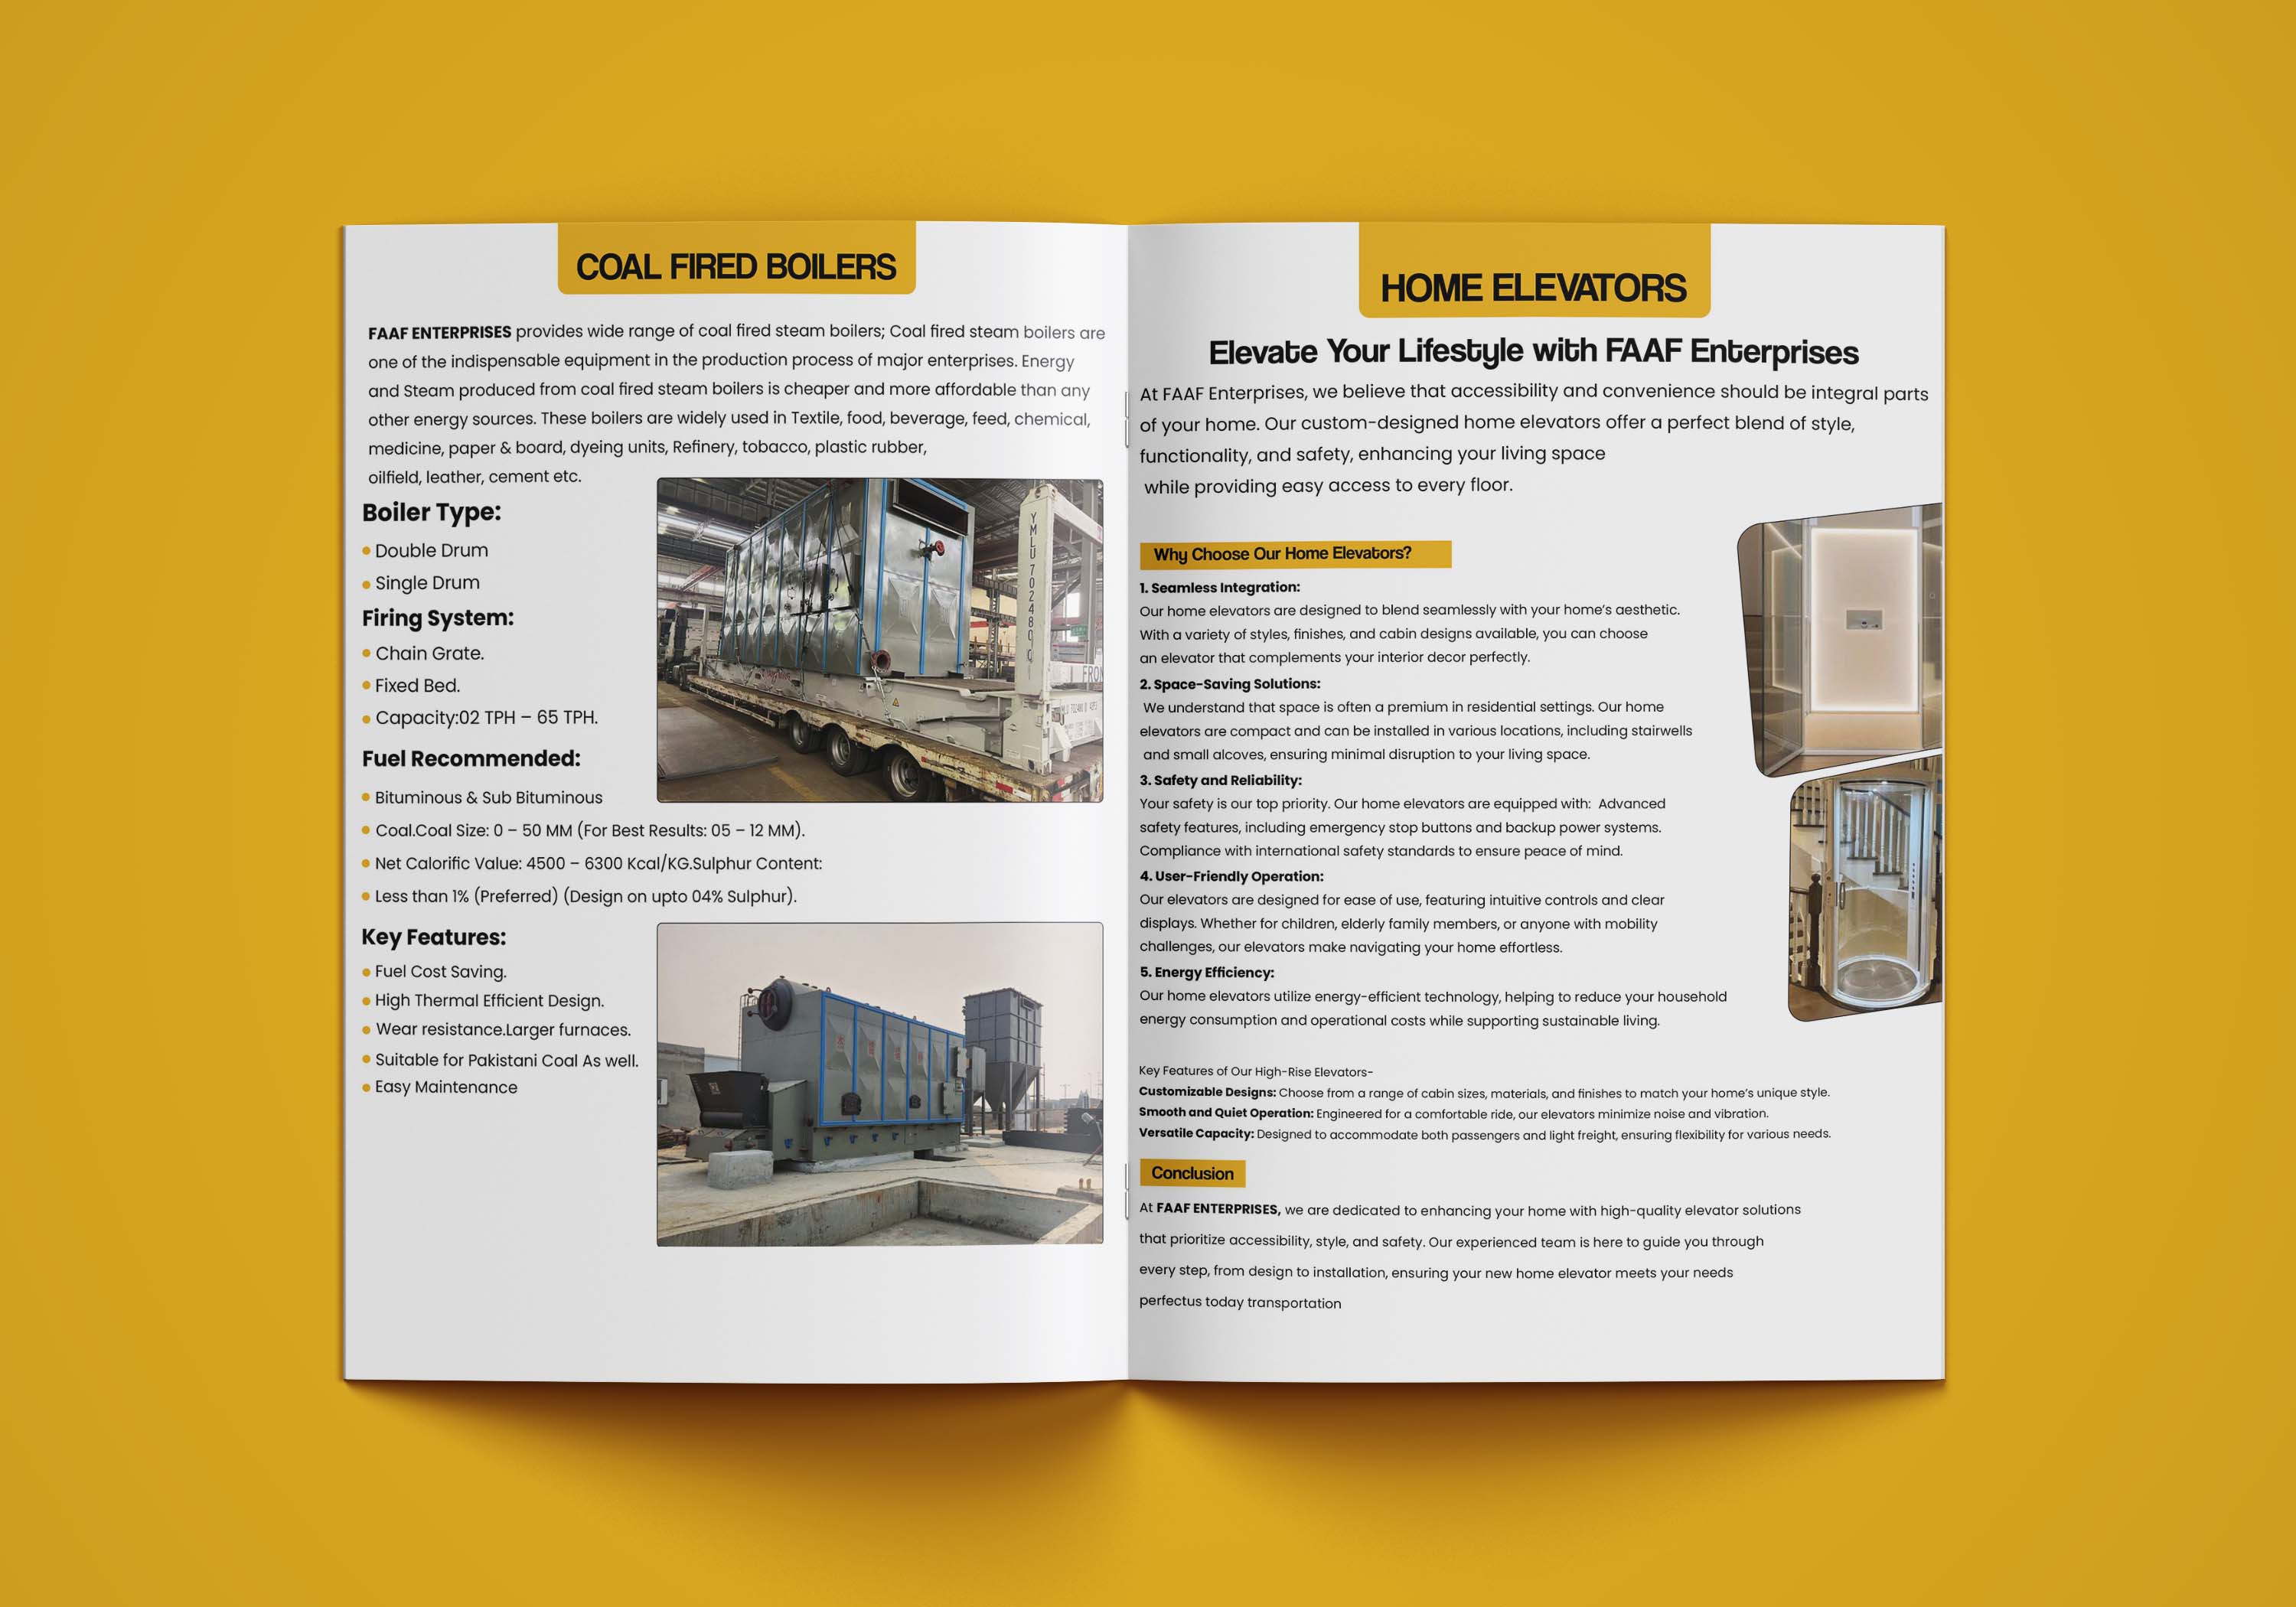 COAL FIRED BOILERS
FAAF ENTERPRISES provides wide range of coal fired steam boilers; Coal fired steam boilers are
one of the indispensable equipment in the production process of major enterprises. Energy
and Steam produced from coal fired steam boilers is cheaper and more affordable than any
other energy sources. These boilers are widely used in Textile, food, beverage, feed, chemical,
medicine, paper & board, dyeing units, Refinery, tobacco, plastic rubber,
oilfield, leather, cement etc.
Boiler Type:
Double Drum
Single Drum
Firing System:
Chain Grate.
Fixed Bed.
Capacity:02 TPH – 65 TPH.
YMLU 702480 0
FRON
Fuel Recommended:
Bituminous & Sub Bituminous
Coal.Coal Size: 0 – 50 MM (For Best Results: 05 – 12 MM).
Net Calorific Value: 4500 – 6300 Kcal/KG.Sulphur Content:
Less than 1% (Preferred) (Design on upto 04% Sulphur).
Key Features:
Fuel Cost Saving.
High Thermal Efficient Design.
Wear resistance.Larger furnaces.
Suitable for Pakistani Coal As well.
Easy Maintenance
HOME ELEVATORS
Elevate Your Lifestyle with FAAF Enterprises
At FAAF Enterprises, we believe that accessibility and convenience should be integral parts
of your home. Our custom-designed home elevators offer a perfect blend of style,
functionality, and safety, enhancing your living space
while providing easy access to every floor.
Why Choose Our Home Elevators?
1. Seamless Integration:
Our home elevators are designed to blend seamlessly with your home's aesthetic.
With a variety of styles, finishes, and cabin designs available, you can choose
an elevator that complements your interior decor perfectly.
2. Space-Saving Solutions:
We understand that space is often a premium in residential settings. Our home
elevators are compact and can be installed in various locations, including stairwells
and small alcoves, ensuring minimal disruption to your living space.
3. Safety and Reliability:
Your safety is our top priority. Our home elevators are equipped with: Advanced
safety features, including emergency stop buttons and backup power systems.
Compliance with international safety standards to ensure peace of mind.
4. User-Friendly Operation:
Our elevators are designed for ease of use, featuring intuitive controls and clear
displays. Whether for children, elderly family members, or anyone with mobility
challenges, our elevators make navigating your home effortless.
5. Energy Efficiency:
Our home elevators utilize energy-efficient technology, helping to reduce your household
energy consumption and operational costs while supporting sustainable living.
Key Features of Our High-Rise Elevators-
Customizable Designs: Choose from a range of cabin sizes, materials, and finishes to match your home's unique style.
Smooth and Quiet Operation: Engineered for a comfortable ride, our elevators minimize noise and vibration.
Versatile Capacity: Designed to accommodate both passengers and light freight, ensuring flexibility for various needs.
Conclusion
At FAAF ENTERPRISES, we are dedicated to enhancing your home with high-quality elevator solutions
that prioritize accessibility, style, and safety. Our experienced team is here to guide you through
every step, from design to installation, ensuring your new home elevator meets your needs
perfectus today transportation